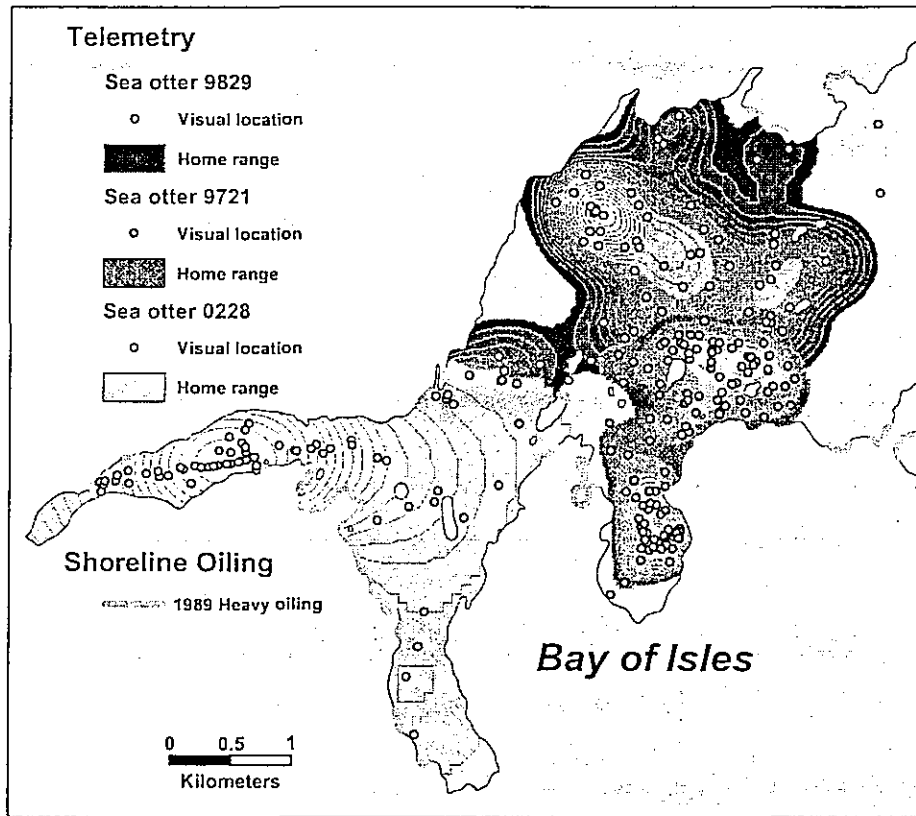 Telemetry
Sea otter 9829
Visual location
Home range
Sea otter 9721
Visual location
Home range
Sea otter 0228
Visual location
Home range
Shoreline Oiling
1989 Heavy oiling
Bay of Isles
0 0.5 1
Kilometers